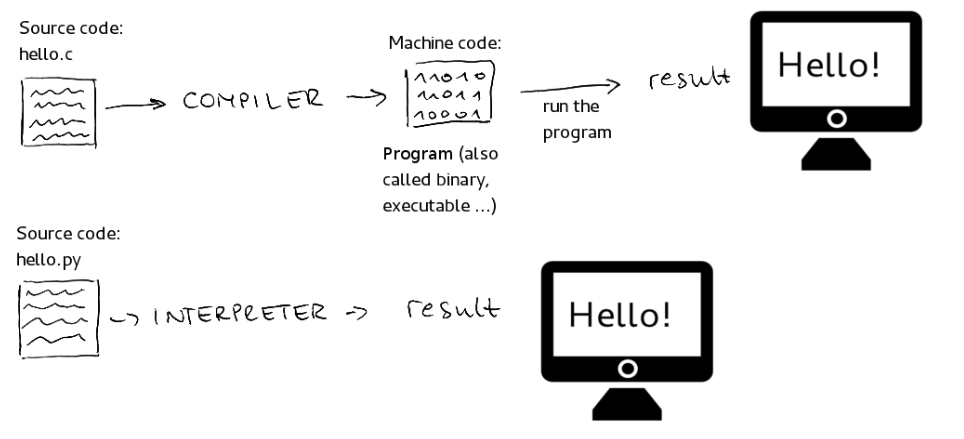 Source code:
hello.c
COMPILER
Machine code:
11010
11011
10001
Program (also
called binary,
executable ...)
run the
program
result
Hello!
Source code:
hello.py
INTERPRETER
result
Hello!